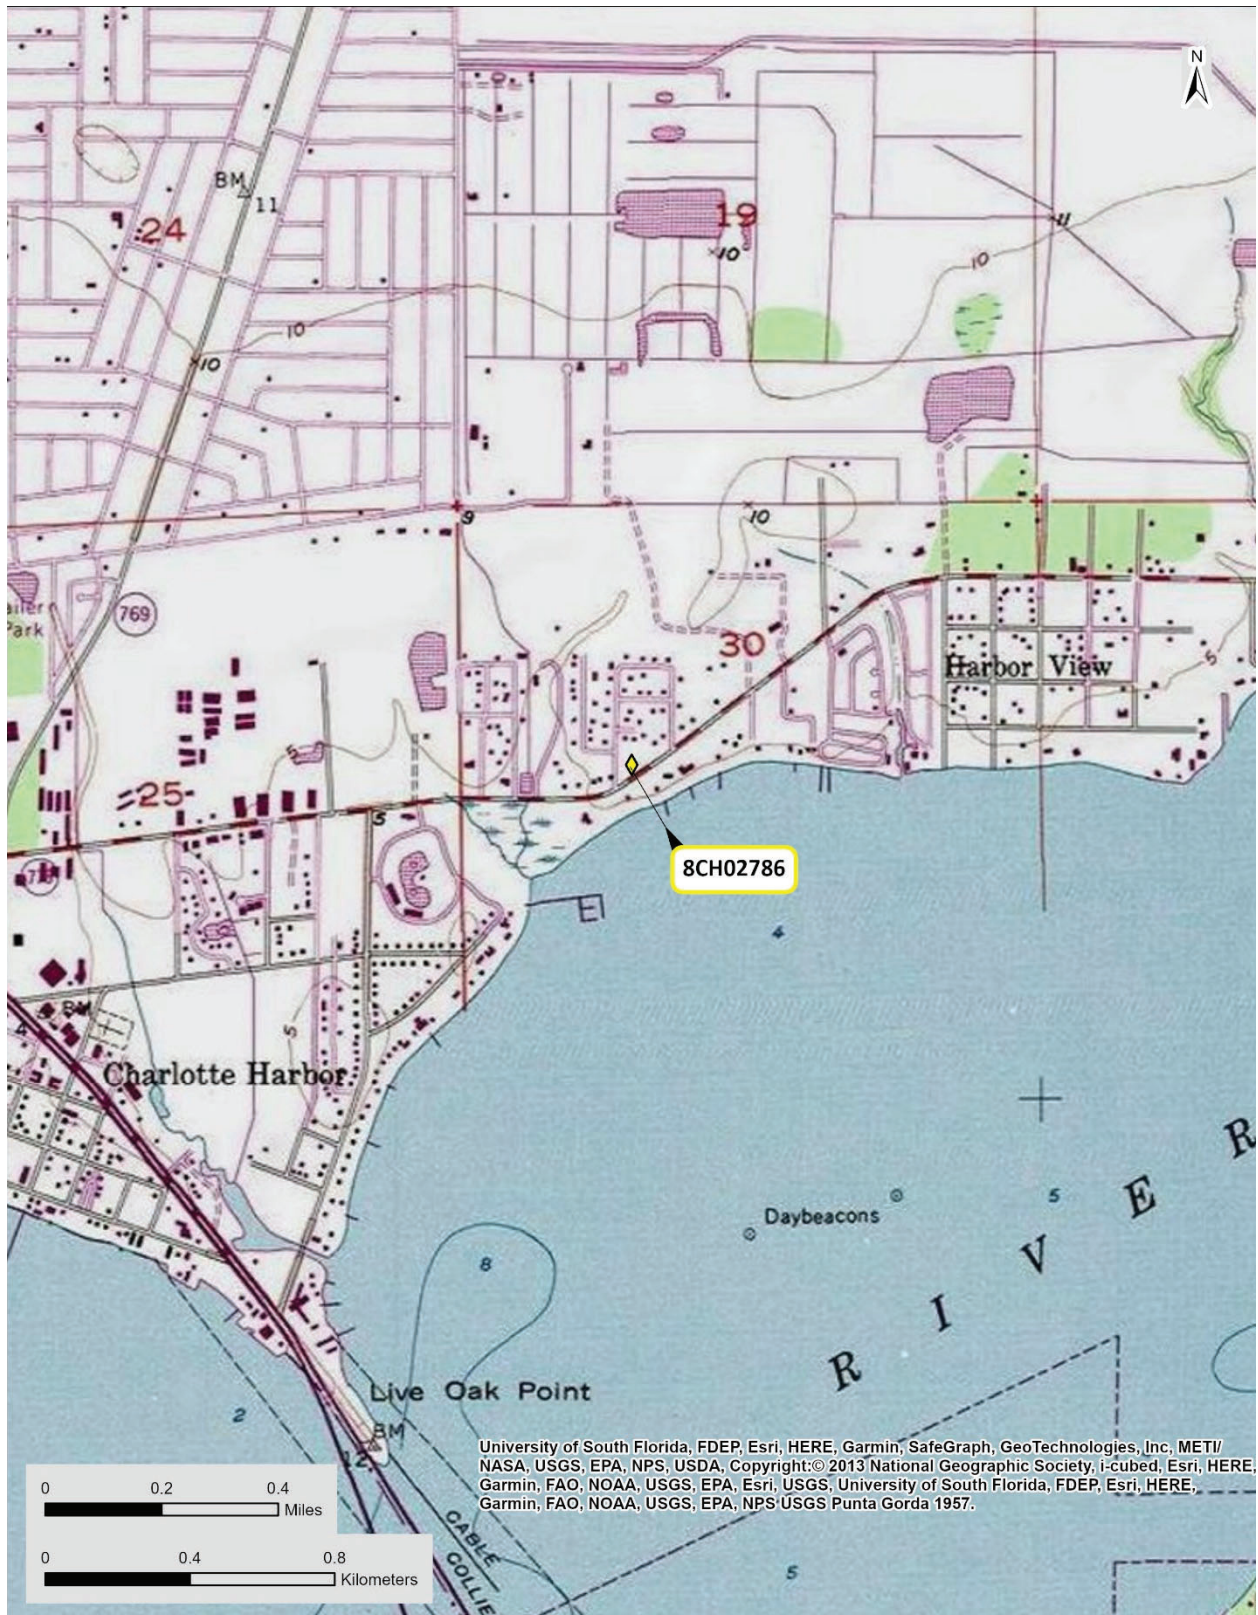 N
BM
11
24
19
10
11
10
10
10
9
10
769
ailer
Park
30
Harbor View
5
5
25
5
8CH02786
4
BM
4
5
Charlotte Harbor
5
Daybeacons
8
R I V E R
Live Oak Point
BM
12
2
University of South Florida, FDEP, Esri, HERE, Garmin, SafeGraph, GeoTechnologies, Inc, METI/
NASA, USGS, EPA, NPS, USDA, Copyright:© 2013 National Geographic Society, i-cubed, Esri, HERE,
Garmin, FAO, NOAA, USGS, EPA, Esri, USGS, University of South Florida, FDEP, Esri, HERE,
Garmin, FAO, NOAA, USGS, EPA, NPS USGS Punta Gorda 1957.
0 0.2 0.4
Miles
0 0.4 0.8
Kilometers
CABLE
COLLIE
5